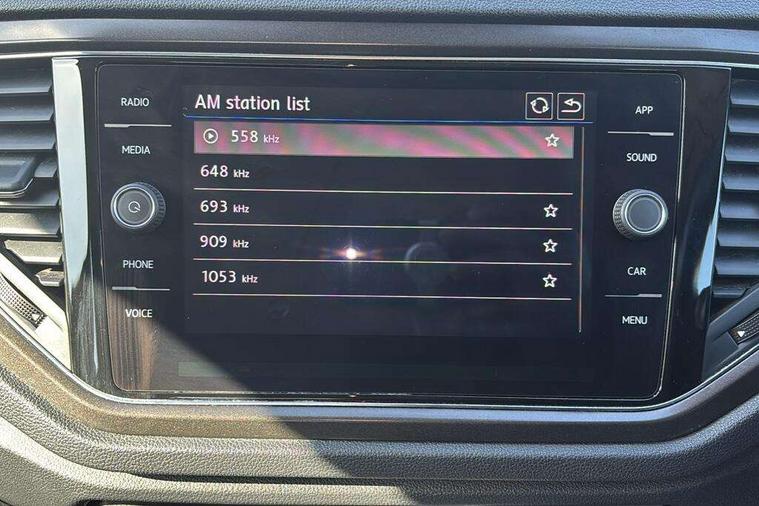 RADIO
MEDIA
PHONE
VOICE
AM station list
558 kHz
648 kHz
693 kHz
909 kHz
1053 kHz
APP
SOUND
CAR
MENU